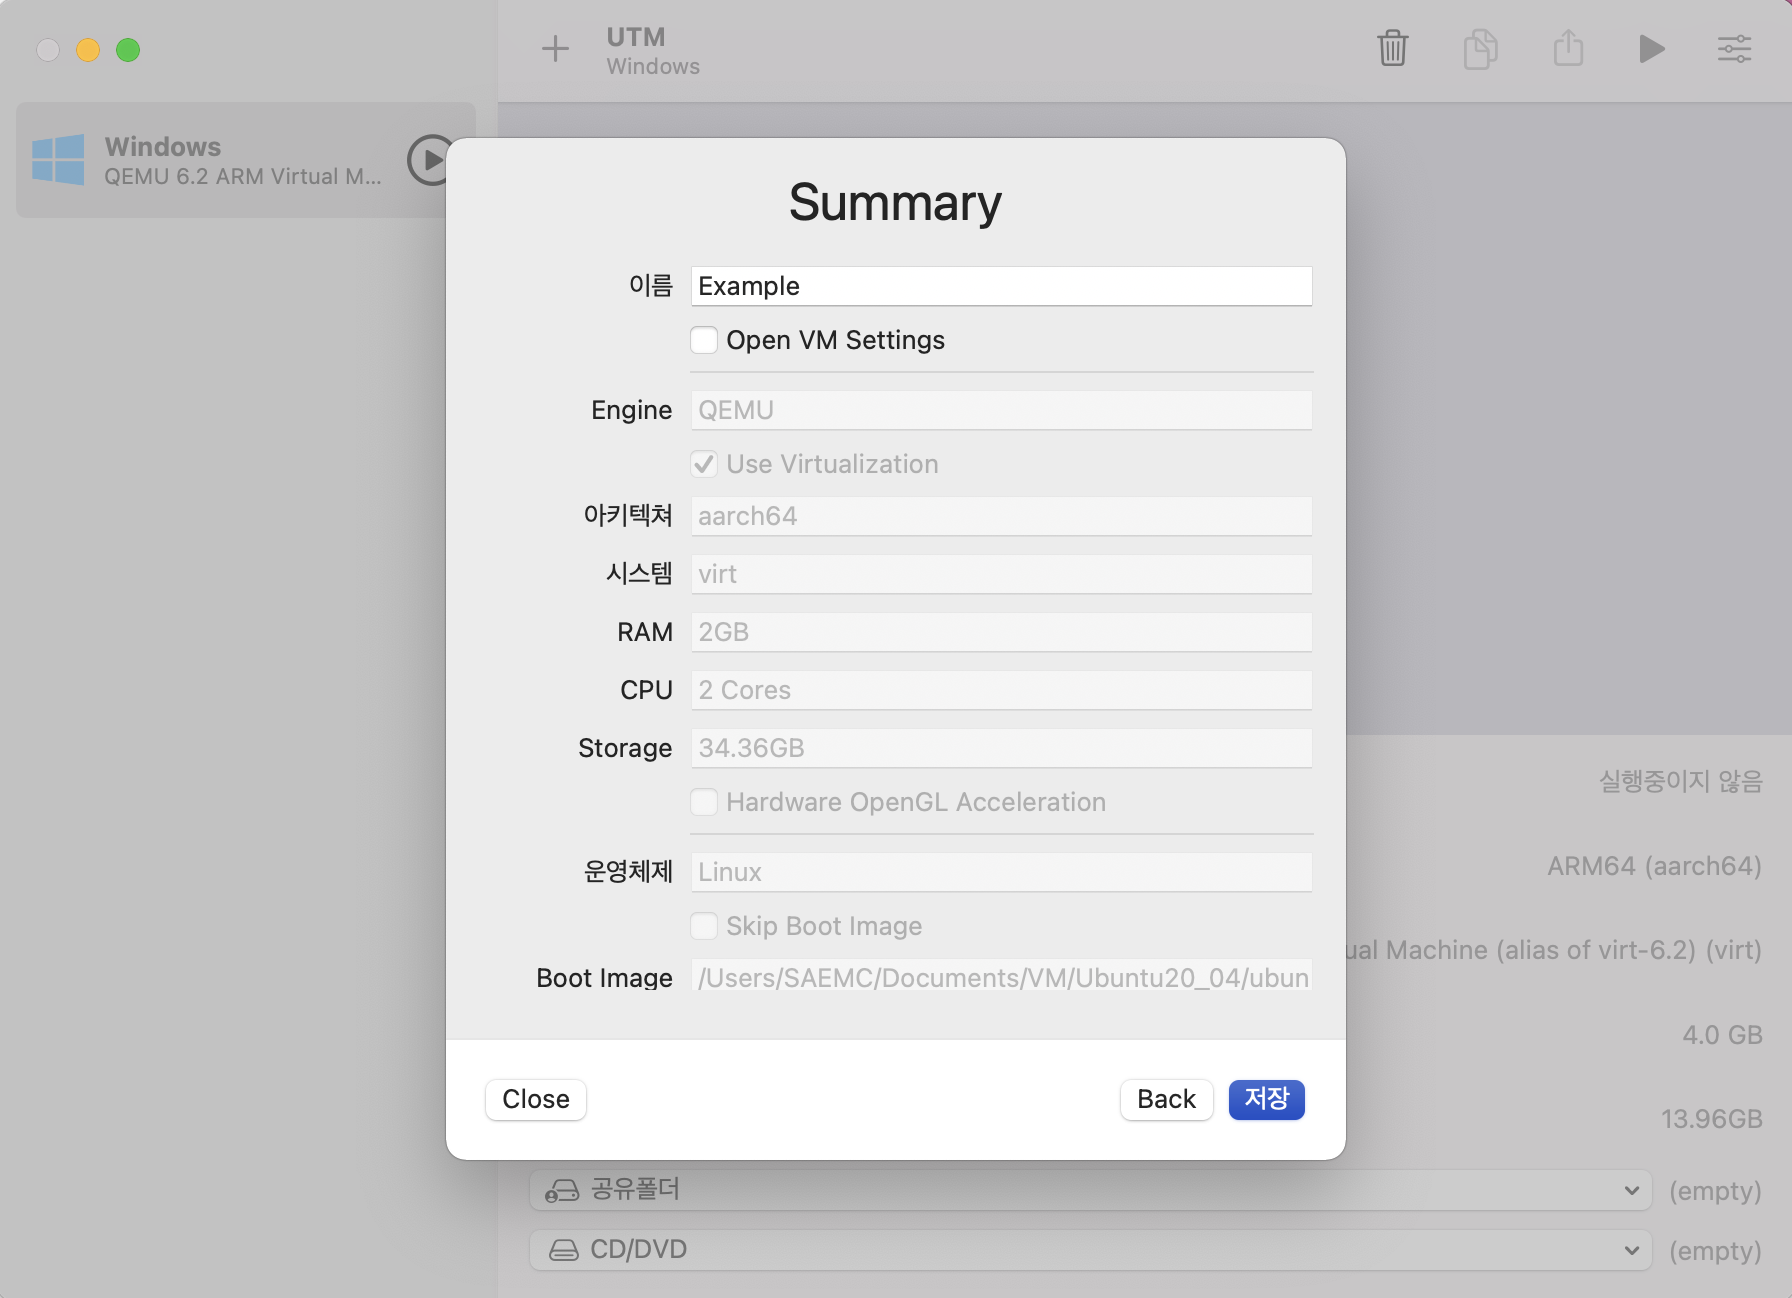 UTM
Windows
Windows
QEMU 6.2 ARM Virtual M...
Summary
이름 Example
Open VM Settings
Engine QEMU
Use Virtualization
아키텍쳐 aarch64
시스템 virt
RAM 2GB
CPU 2 Cores
Storage 34.36GB
Hardware OpenGL Acceleration
운영체제 Linux
Skip Boot Image
Boot Image /Users/SAEMC/Documents/VM/Ubuntu20_04/ubun
Close Back 저장
실행중이지 않음
ARM64 (aarch64)
ual Machine (alias of virt-6.2) (virt)
4.0 GB
13.96GB
공유폴더 (empty)
CD/DVD (empty)